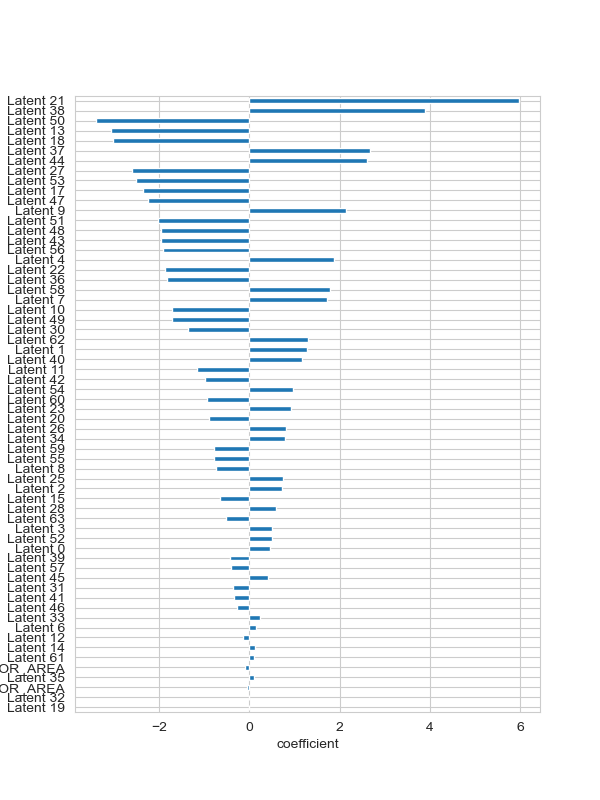 Latent 21
Latent 38
Latent 50
Latent 13
Latent 18
Latent 37
Latent 44
Latent 27
Latent 53
Latent 17
Latent 47
Latent 9
Latent 51
Latent 48
Latent 43
Latent 56
Latent 4
Latent 22
Latent 36
Latent 58
Latent 7
Latent 10
Latent 49
Latent 30
Latent 62
Latent 1
Latent 40
Latent 11
Latent 42
Latent 54
Latent 60
Latent 23
Latent 20
Latent 26
Latent 34
Latent 59
Latent 55
Latent 8
Latent 25
Latent 2
Latent 15
Latent 28
Latent 63
Latent 3
Latent 52
Latent 0
Latent 39
Latent 57
Latent 45
Latent 31
Latent 41
Latent 46
Latent 33
Latent 6
Latent 12
Latent 14
Latent 61
OR_AREA
Latent 35
OR_AREA
Latent 32
Latent 19
−2 0 2 4 6
coefficient